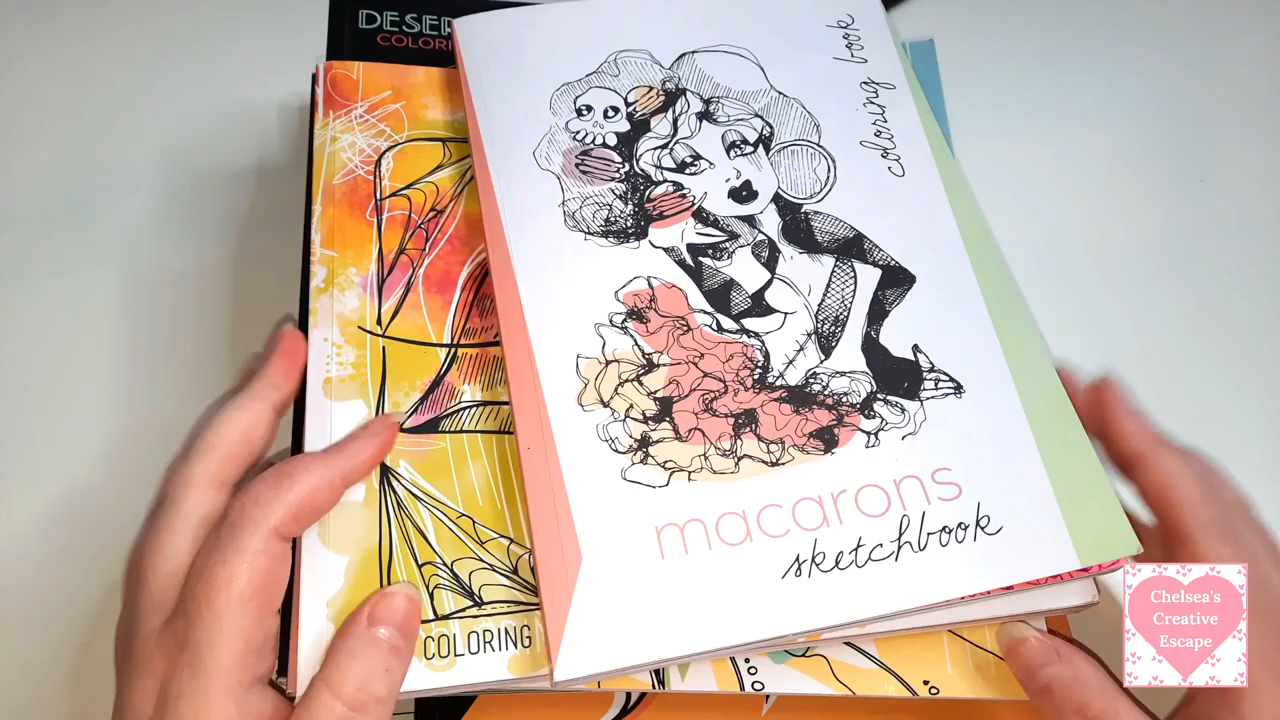 DESER
COLORI
coloring book
macarons
sketchbook
COLORING
Chelsea's
Creative
Escape